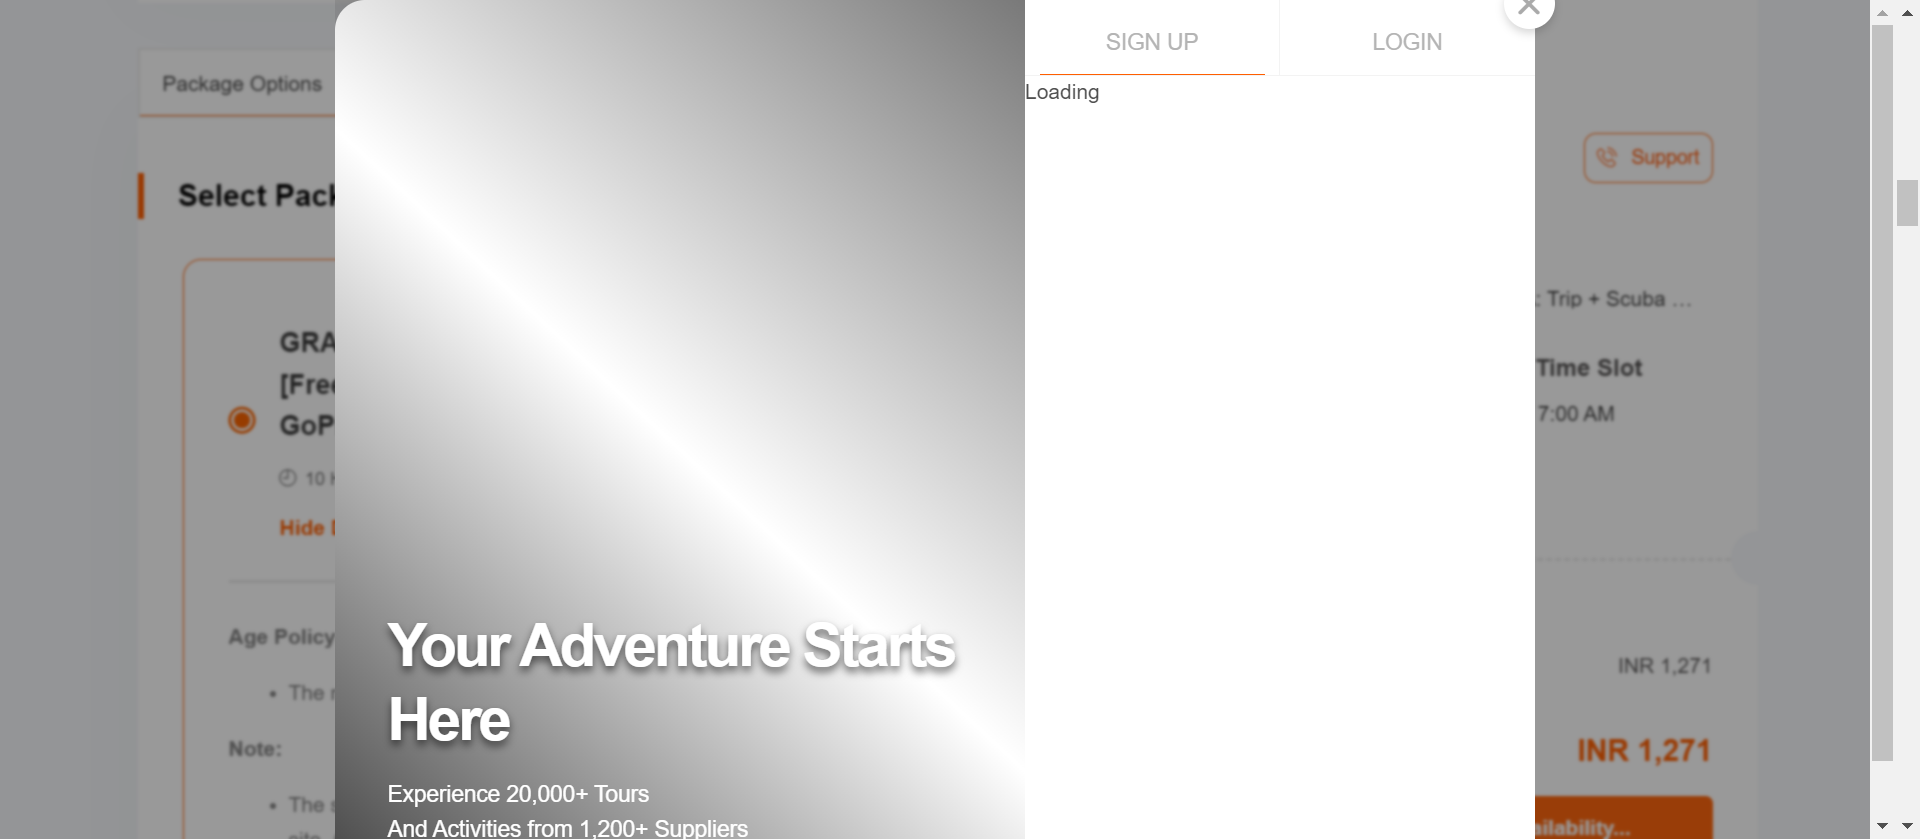 SIGN UP
LOGIN
Loading
Package Options
Support
Select Pack
: Trip + Scuba ...
GRA
[Free
GoP
Time Slot
7:00 AM
10
Hide
Your Adventure Starts
Here
Age Policy
INR 1,271
The
Note:
INR 1,271
Experience 20,000+ Tours
The
And Activities from 1,200+ Suppliers
ailability...